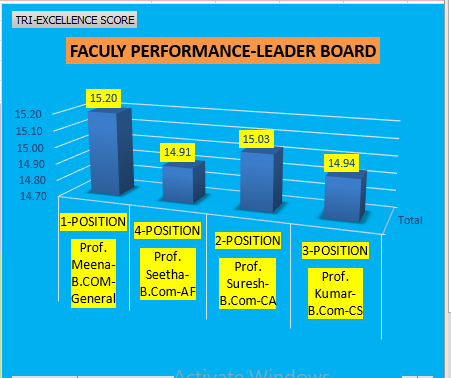 TRI-EXCELLENCE SCORE
FACULY PERFORMANCE-LEADER BOARD
15.20
14.91
15.03
14.94
15.20
15.10
15.00
14.90
14.80
14.70
Total
1-POSITION
4-POSITION
2-POSITION
3-POSITION
Prof.
Meena-
B.COM-
General
Prof.
Seetha-
B.Com-AF
Prof.
Suresh-
B.Com-CA
Prof.
Kumar-
B.Com-CS
Activate Windows